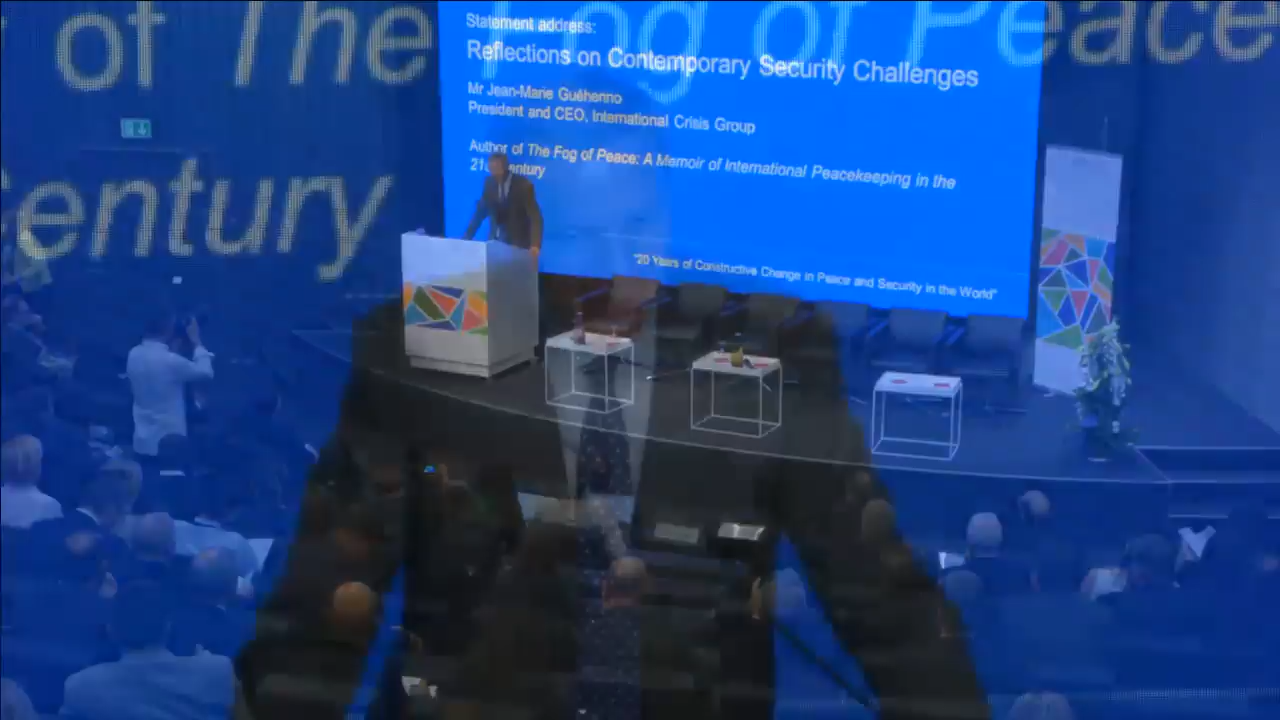 of The Fog of Peace
Century
Statement address:
Reflections on Contemporary Security Challenges
Mr Jean-Marie Guéhenno
President and CEO, International Crisis Group
Author of The Fog of Peace: A Memoir of International Peacekeeping in the
21st Century
"20 Years of Constructive Change in Peace and Security in the World"